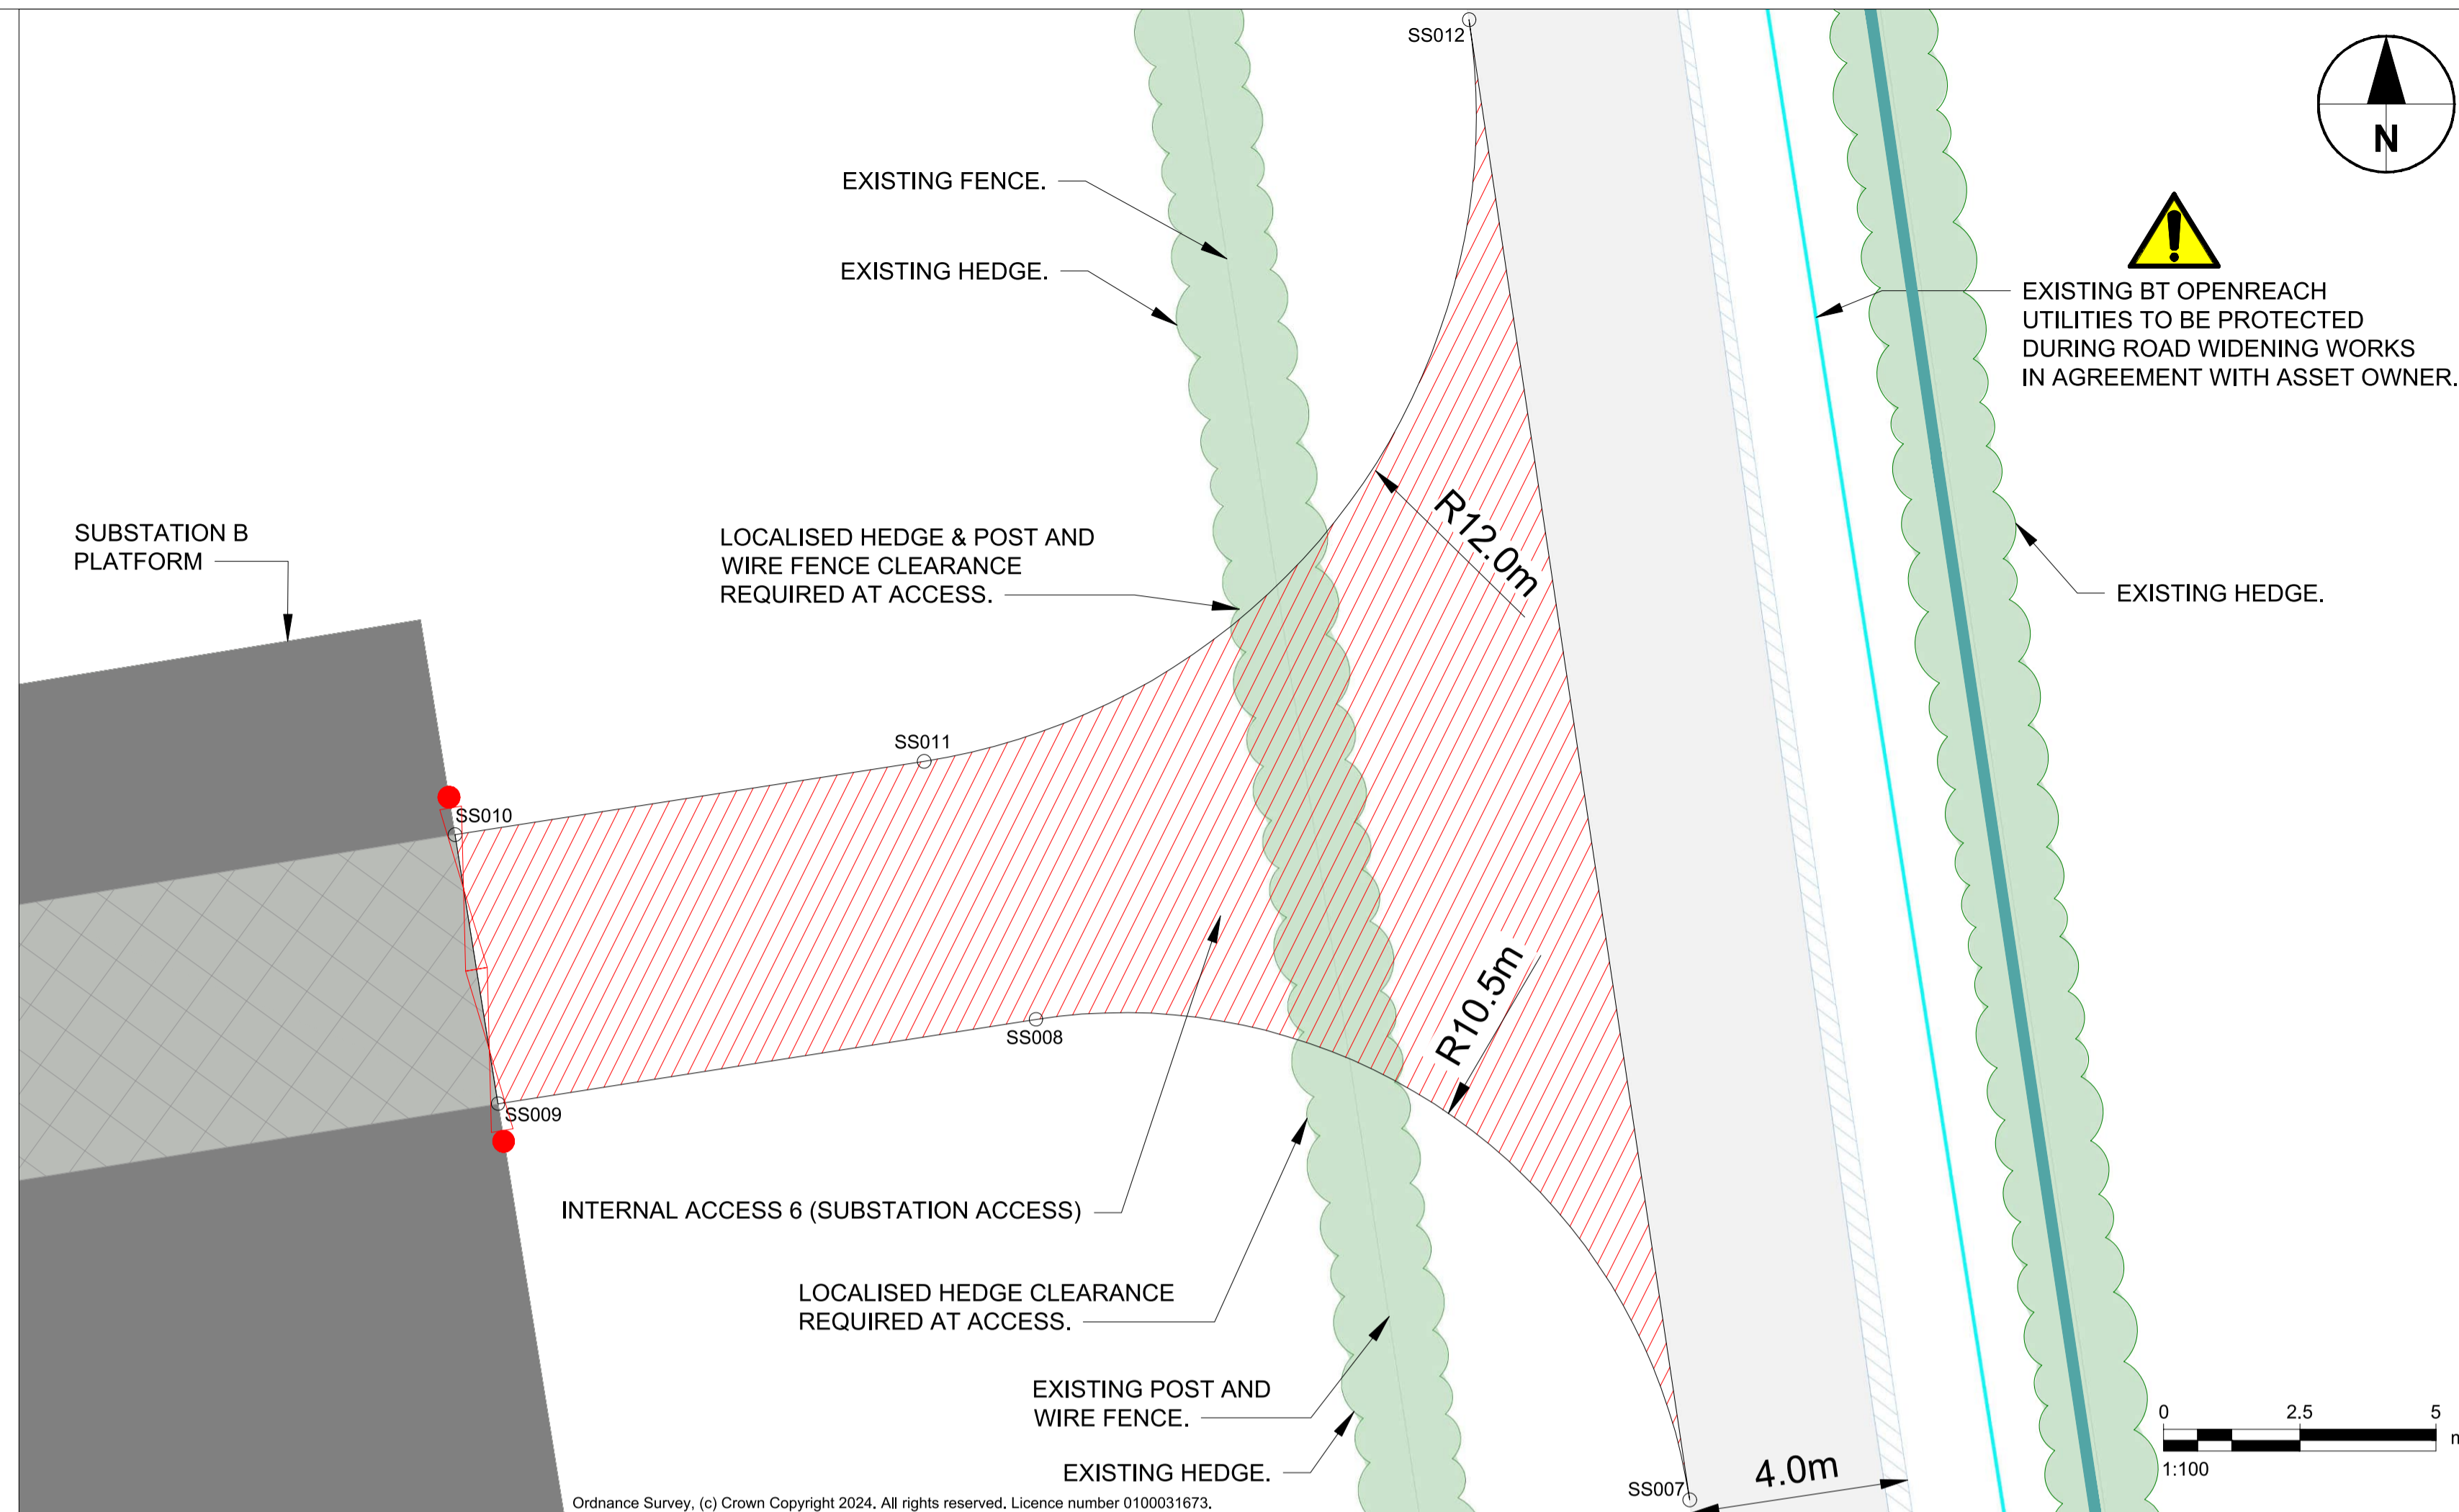 SS012
N
EXISTING FENCE.
EXISTING HEDGE.
EXISTING BT OPENREACH
UTILITIES TO BE PROTECTED
DURING ROAD WIDENING WORKS
IN AGREEMENT WITH ASSET OWNER.
SUBSTATION B
PLATFORM
LOCALISED HEDGE & POST AND
WIRE FENCE CLEARANCE
REQUIRED AT ACCESS.
R12.0m
EXISTING HEDGE.
SS011
SS010
R10.5m
SS008
SS009
INTERNAL ACCESS 6 (SUBSTATION ACCESS)
LOCALISED HEDGE CLEARANCE
REQUIRED AT ACCESS.
EXISTING POST AND
WIRE FENCE.
EXISTING HEDGE.
SS007
4.0m
0 2.5 5
1:100
Ordnance Survey, (c) Crown Copyright 2024. All rights reserved. Licence number 0100031673.